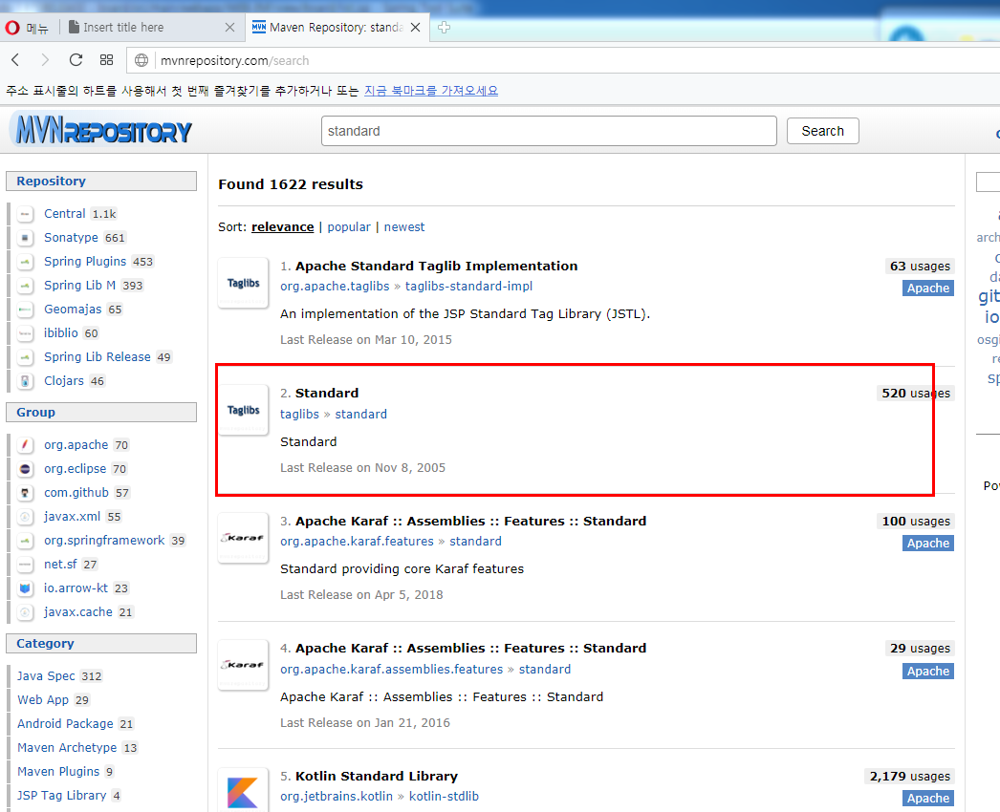 메뉴
Insert title here
MVN Maven Repository: standa
mvnrepository.com/search
주소 표시줄의 하트를 사용해서 첫 번째 즐겨찾기를 추가하거나 또는 지금 북마크를 가져오세요
MVNREPOSITORY
standard
Search
Repository
Central 1.1k
Sonatype 661
Spring Plugins 453
Spring Lib M 393
Geomajas 65
ibiblio 60
Spring Lib Release 49
Clojars 46
Group
org.apache 70
org.eclipse 70
com.github 57
javax.xml 55
org.springframework 39
net.sf 27
io.arrow-kt 23
javax.cache 21
Category
Java Spec 312
Web App 29
Android Package 21
Maven Archetype 13
Maven Plugins 9
JSP Tag Library 4
Found 1622 results
Sort: relevance | popular | newest
Taglibs
1. Apache Standard Taglib Implementation
63 usages
org.apache.taglibs » taglibs-standard-impl
Apache
An implementation of the JSP Standard Tag Library (JSTL).
Last Release on Mar 10, 2015
Taglibs
2. Standard
520 usages
taglibs » standard
Standard
Last Release on Nov 8, 2005
Karaf
3. Apache Karaf :: Assemblies :: Features :: Standard
100 usages
org.apache.karaf.features » standard
Apache
Standard providing core Karaf features
Last Release on Apr 5, 2018
Karaf
4. Apache Karaf :: Assemblies :: Features :: Standard
29 usages
org.apache.karaf.assemblies.features » standard
Apache
Apache Karaf :: Assemblies :: Features :: Standard
Last Release on Jan 21, 2016
5. Kotlin Standard Library
2,179 usages
org.jetbrains.kotlin » kotlin-stdlib
Apache
arch
da
git
io
osgi
re
sp
Po